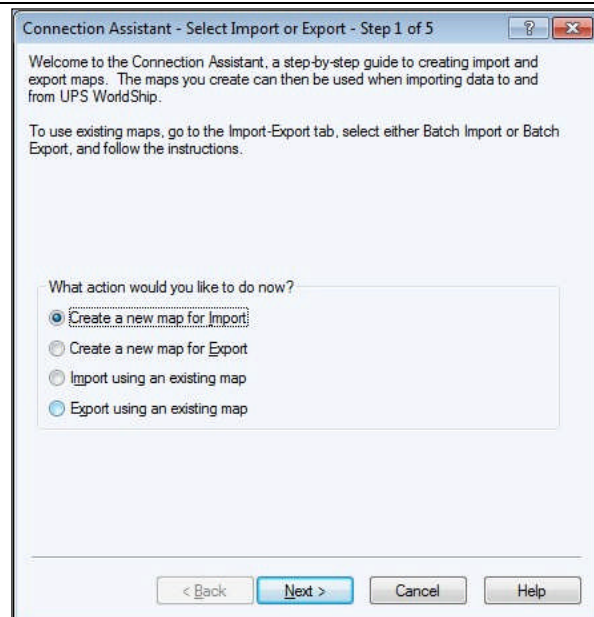 Connection Assistant - Select Import or Export - Step 1 of 5
Welcome to the Connection Assistant, a step-by-step guide to creating import and
export maps. The maps you create can then be used when importing data to and
from UPS WorldShip.
To use existing maps, go to the Import-Export tab, select either Batch Import or Batch
Export, and follow the instructions.
What action would you like to do now?
Create a new map for Import
Create a new map for Export
Import using an existing map
Export using an existing map
< Back Next > Cancel Help